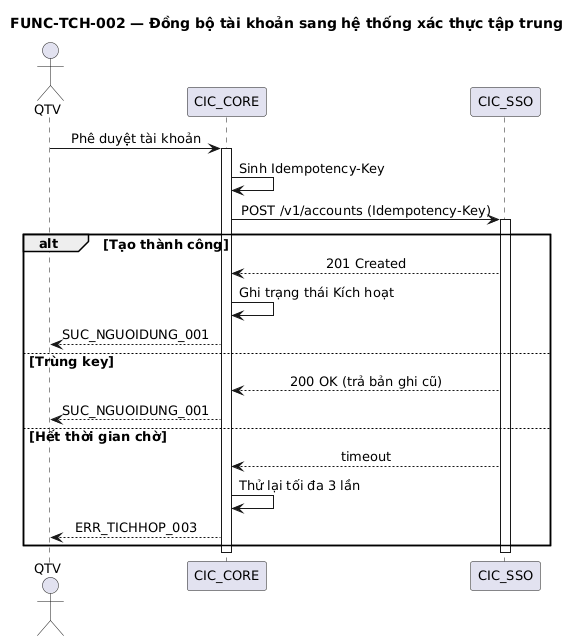 FUNC-TCH-002 — Đồng bộ tài khoản sang hệ thống xác thực tập trung
QTV
CIC_CORE
CIC_SSO
Phê duyệt tài khoản
Sinh Idempotency-Key
POST /v1/accounts (Idempotency-Key)
alt
[Tạo thành công]
201 Created
Ghi trạng thái Kích hoạt
SUC_NGUOIDUNG_001
[Trùng key]
200 OK (trả bản ghi cũ)
SUC_NGUOIDUNG_001
[Hết thời gian chờ]
timeout
Thử lại tối đa 3 lần
ERR_TICHHOP_003
QTV
CIC_CORE
CIC_SSO